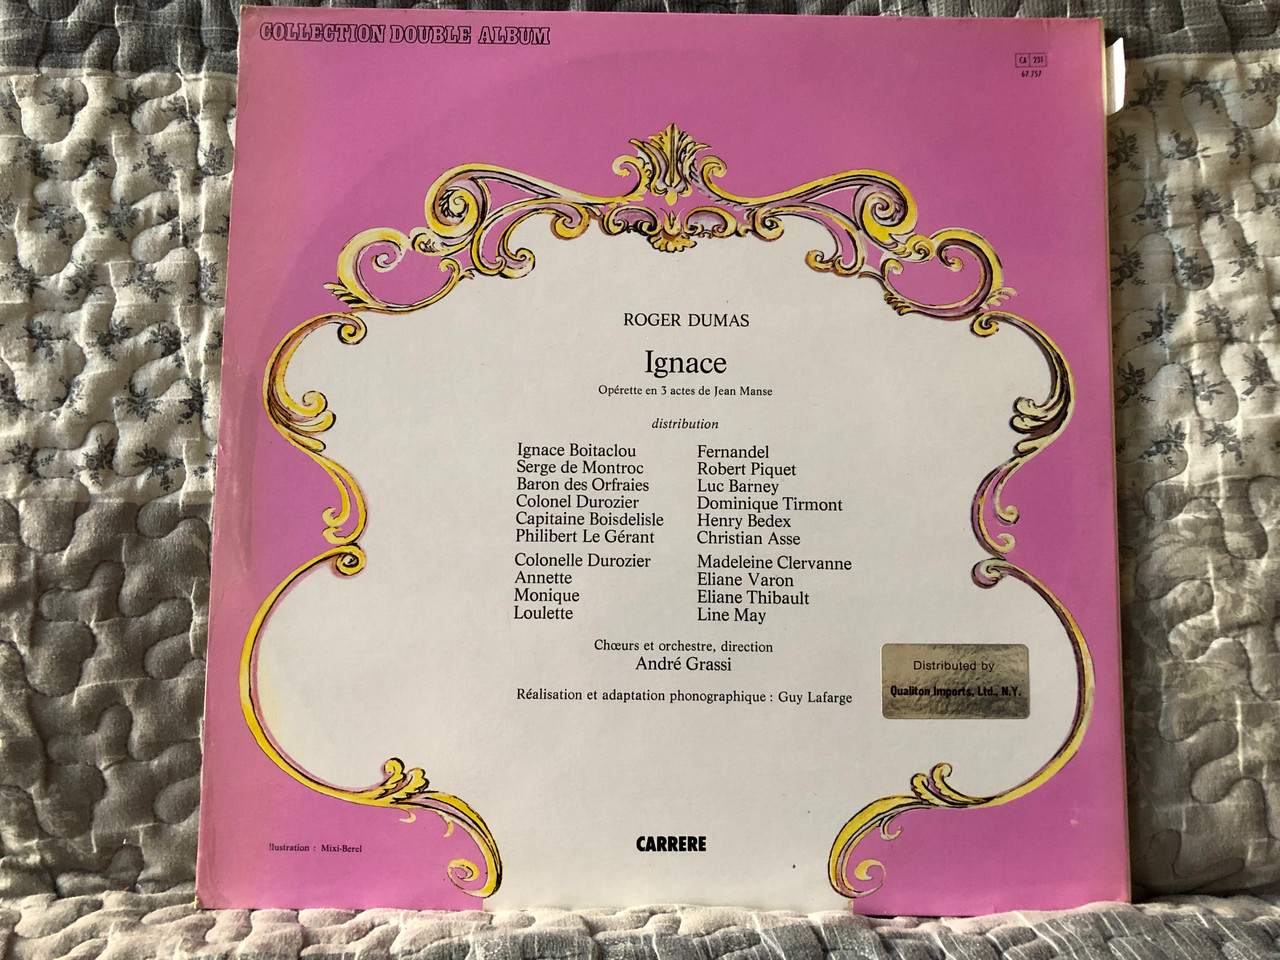 COLLECTION DOUBLE ALBUM
CA 231
67.757
ROGER DUMAS
Ignace
Opérette en 3 actes de Jean Manse
distribution
Ignace Boitaclou Fernandel
Serge de Montroc Robert Piquet
Baron des Orfraies Luc Barney
Colonel Durozier Dominique Tirmont
Capitaine Boisdelisle Henry Bedex
Philibert Le Gérant Christian Asse
Colonelle Durozier Madeleine Clervanne
Annette Eliane Varon
Monique Eliane Thibault
Loulette Line May
Chœurs et orchestre, direction
André Grassi
Réalisation et adaptation phonographique : Guy Lafarge
Distributed by
Qualiton Imports, Ltd., N.Y.
CARRERE
Illustration : Mixi-Berel